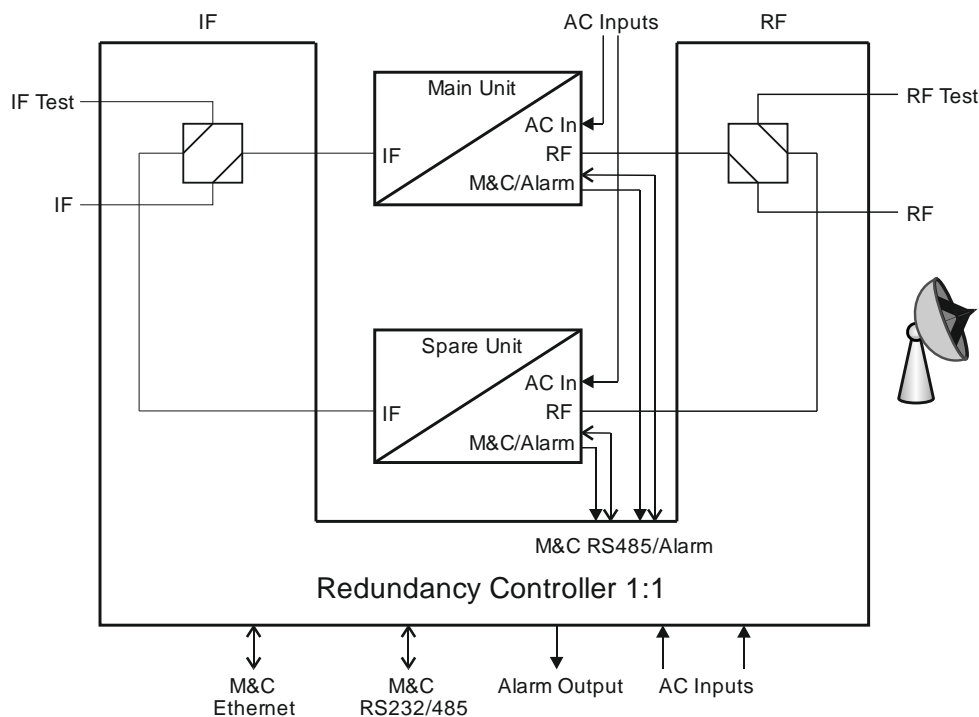 IF
AC Inputs
RF
IF Test
Main Unit
RF Test
AC In
IF
RF
M&C/Alarm
IF
RF
Spare Unit
AC In
IF
RF
M&C/Alarm
M&C RS485/Alarm
Redundancy Controller 1:1
M&C
Ethernet
M&C
RS232/485
Alarm Output
AC Inputs